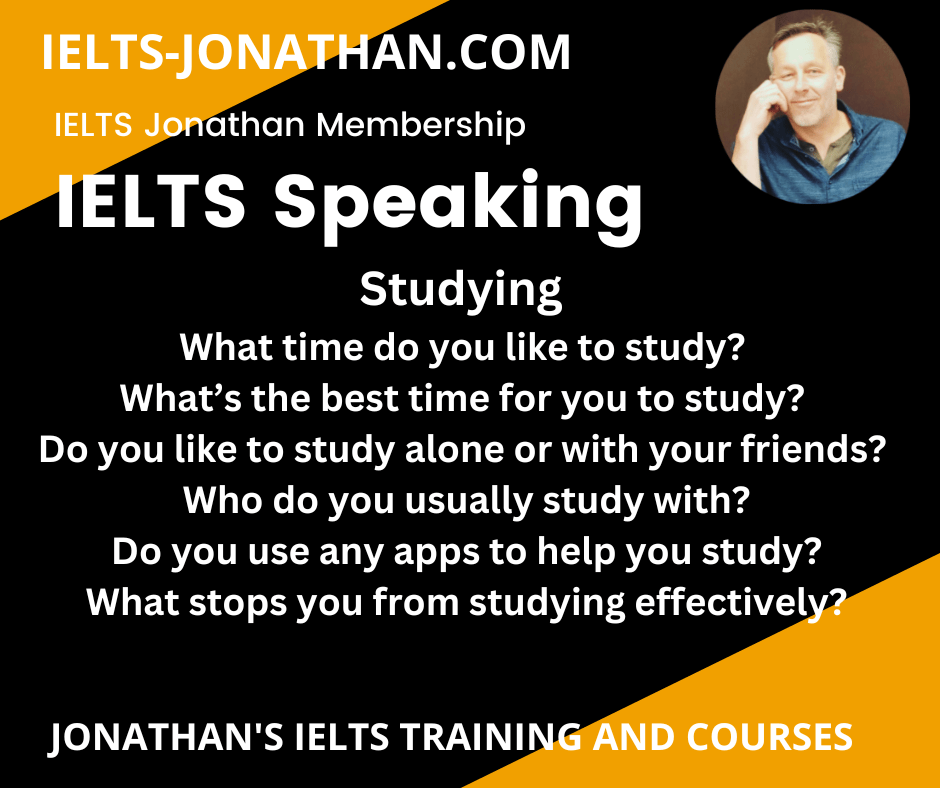 IELTS-JONATHAN.COM
IELTS Jonathan Membership
IELTS Speaking
Studying
What time do you like to study?
What’s the best time for you to study?
Do you like to study alone or with your friends?
Who do you usually study with?
Do you use any apps to help you study?
What stops you from studying effectively?
JONATHAN'S IELTS TRAINING AND COURSES